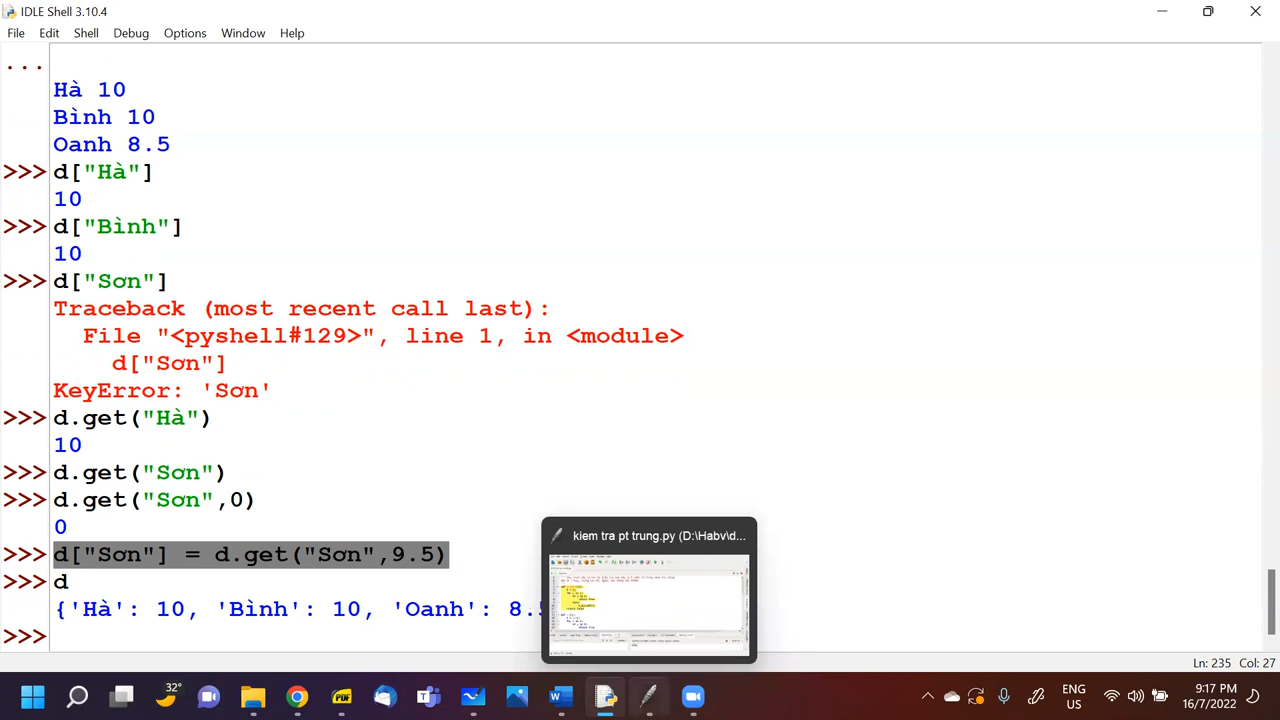 IDLE Shell 3.10.4
File Edit Shell Debug Options Window Help
...
Hà 10
Bình 10
Oanh 8.5
>>> d["Hà"]
10
>>> d["Bình"]
10
>>> d["Sơn"]
Traceback (most recent call last):
File "<pyshell#129>", line 1, in <module>
d["Sơn"]
KeyError: 'Sơn'
>>> d.get("Hà")
10
>>> d.get("Sơn")
>>> d.get("Sơn",0)
0
>>> d["Sơn"] = d.get("Sơn",9.5)
>>> d
{'Hà': 10, 'Bình': 10, 'Oanh': 8.5
>>>
kiem tra pt trung.py (D:\Habv\d...
Ln: 235 Col: 27
32°
PDF
ENG
US
9:17 PM
16/7/2022